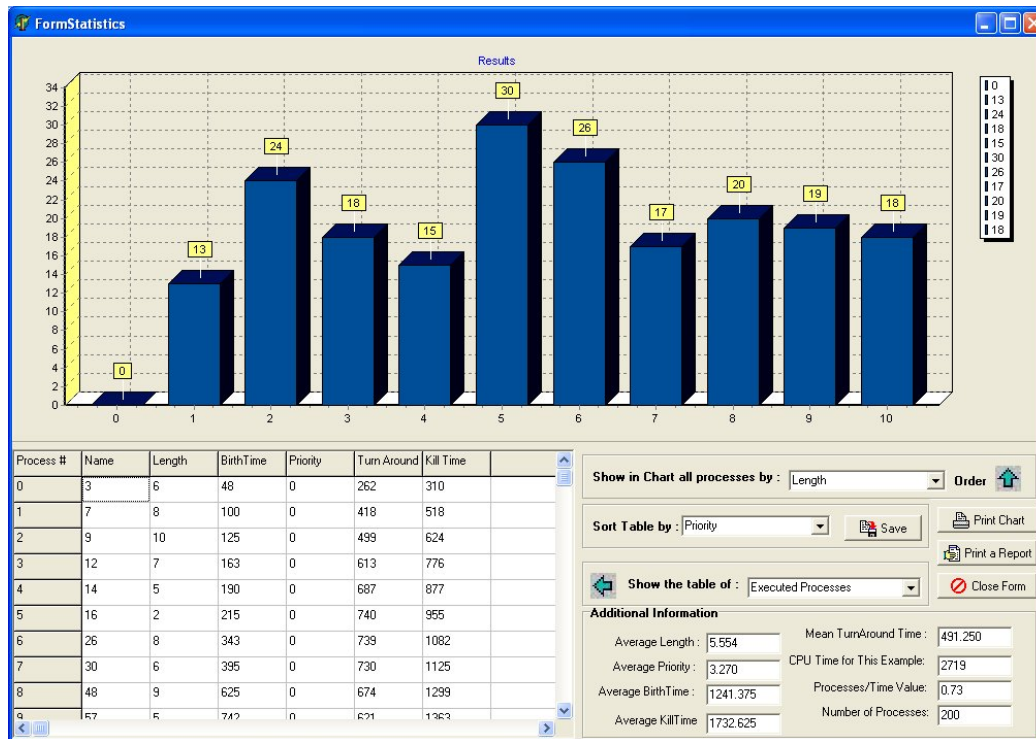 FormStatistics
Results
34
32
30
28
26
24
22
20
18
16
14
12
10
8
6
4
2
0
0
13
24
18
15
30
26
17
20
19
18
0 1 2 3 4 5 6 7 8 9 10
0
13
24
18
15
30
26
17
20
19
18
Process # Name Length BirthTime Priority Turn Around Kill Time
0 3 6 48 0 262 310
1 7 8 100 0 418 518
2 9 10 125 0 499 624
3 12 7 163 0 613 776
4 14 5 190 0 687 877
5 16 2 215 0 740 955
6 26 8 343 0 739 1082
7 30 6 395 0 730 1125
8 48 9 625 0 674 1299
9 57 5 742 0 621 1363
Show in Chart all processes by : Length Order
Sort Table by : Priority Save
Print Chart
Print a Report
Show the table of : Executed Processes
Close Form
Additional Information
Average Length : 5.554
Average Priority : 3.270
Average BirthTime : 1241.375
Average KillTime 1732.625
Mean TurnAround Time : 491.250
CPU Time for This Example: 2719
Processes/Time Value: 0.73
Number of Processes: 200